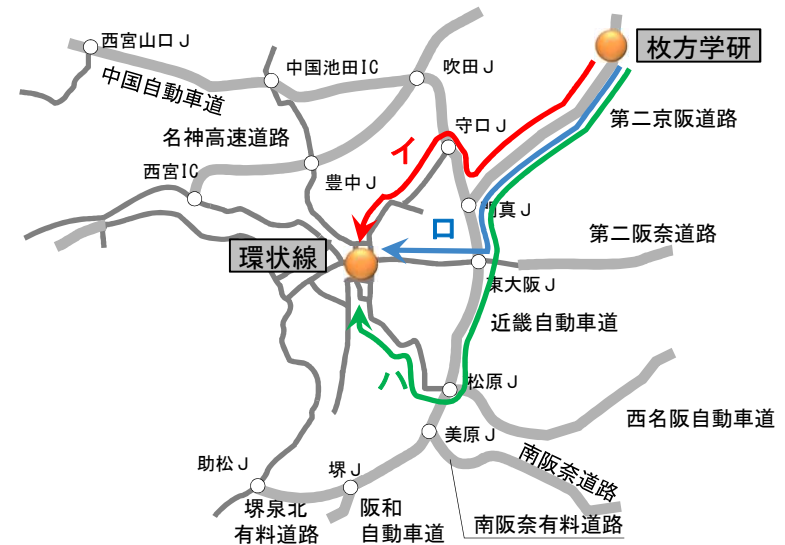 西宮山口J
枚方学研
中国池田IC
吹田J
中国自動車道
第二京阪道路
守口J
名神高速道路
イ
西宮IC
豊中J
門真J
ロ
第二阪奈道路
環状線
東大阪J
近畿自動車道
ハ
松原J
西名阪自動車道
美原J
助松J
堺J
南阪奈道路
堺泉北
有料道路
阪和
自動車道
南阪奈有料道路